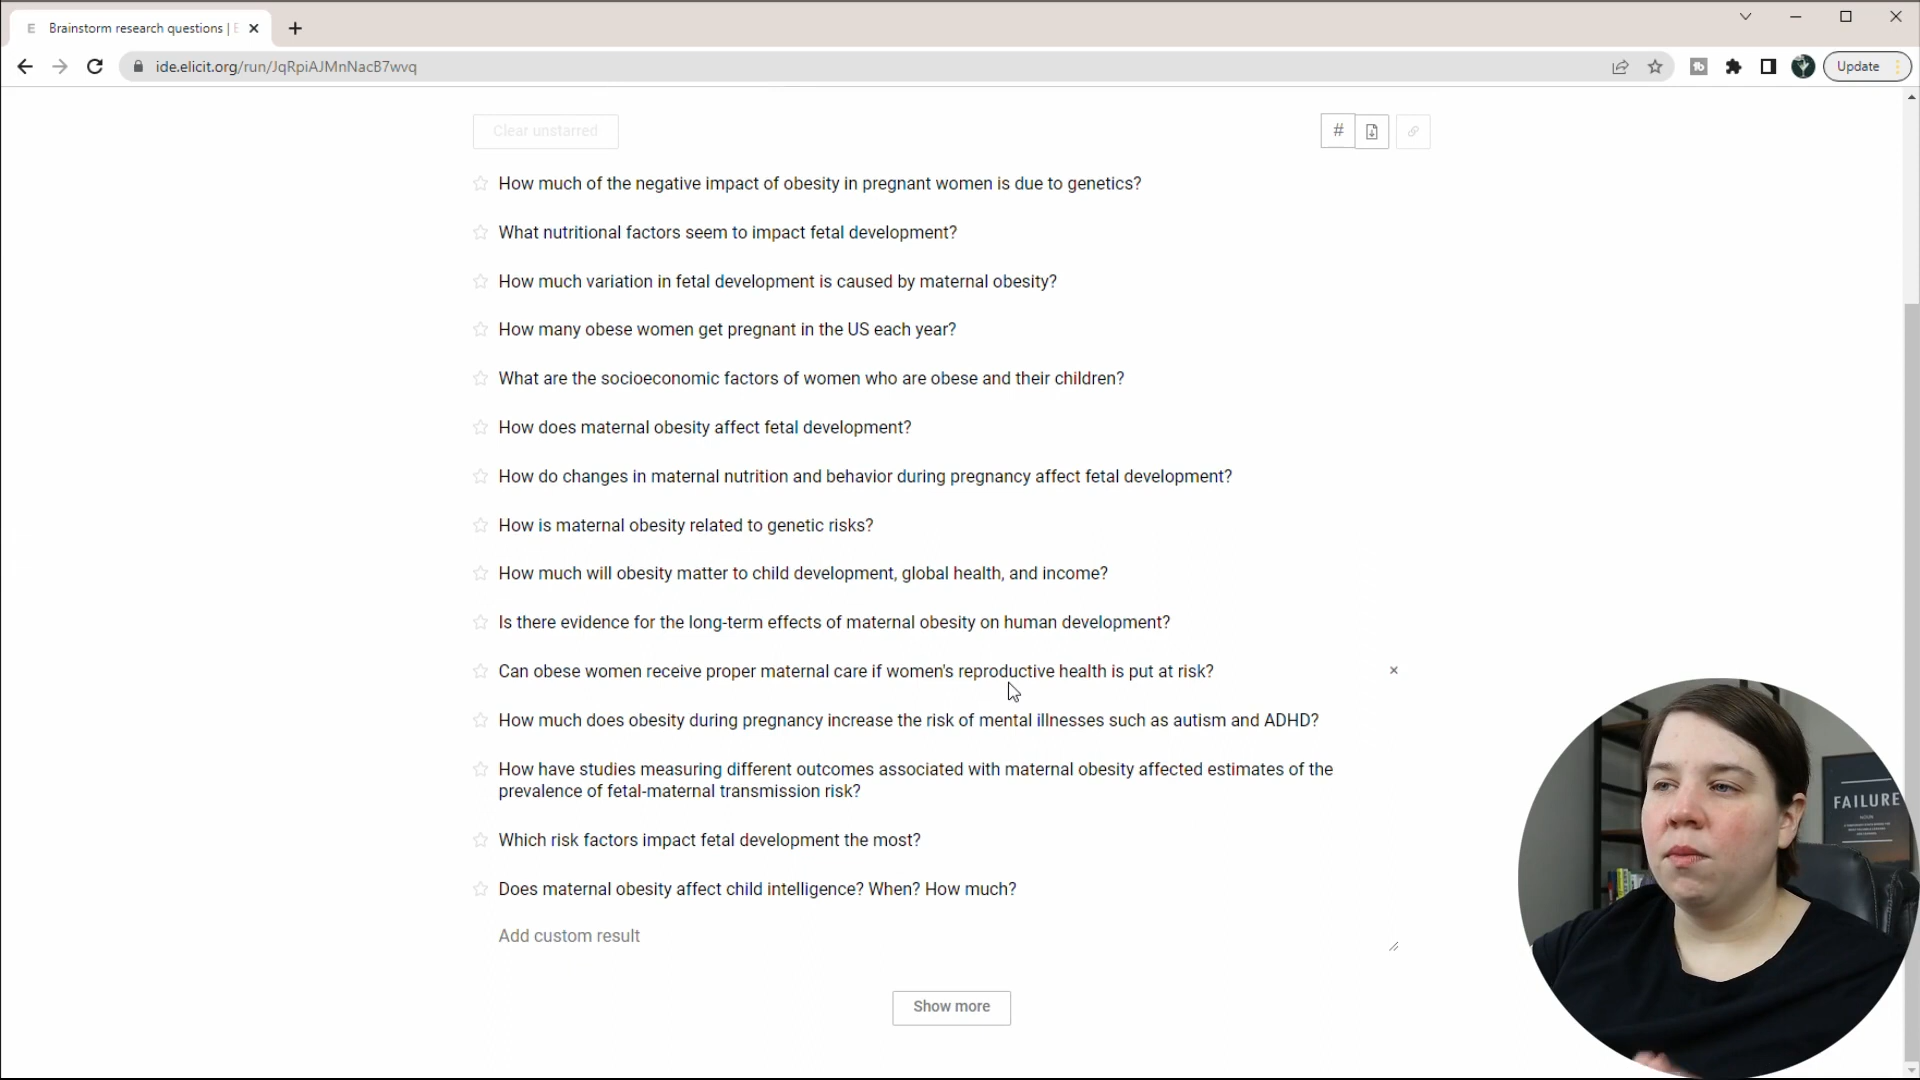 E Brainstorm research questions | E
ide.elicit.org/run/JqRpiAJMnNacB7wvq
Update
Clear unstarred
#
How much of the negative impact of obesity in pregnant women is due to genetics?
What nutritional factors seem to impact fetal development?
How much variation in fetal development is caused by maternal obesity?
How many obese women get pregnant in the US each year?
What are the socioeconomic factors of women who are obese and their children?
How does maternal obesity affect fetal development?
How do changes in maternal nutrition and behavior during pregnancy affect fetal development?
How is maternal obesity related to genetic risks?
How much will obesity matter to child development, global health, and income?
Is there evidence for the long-term effects of maternal obesity on human development?
Can obese women receive proper maternal care if women's reproductive health is put at risk?
How much does obesity during pregnancy increase the risk of mental illnesses such as autism and ADHD?
How have studies measuring different outcomes associated with maternal obesity affected estimates of the
prevalence of fetal-maternal transmission risk?
Which risk factors impact fetal development the most?
Does maternal obesity affect child intelligence? When? How much?
Add custom result
Show more
FAILURE